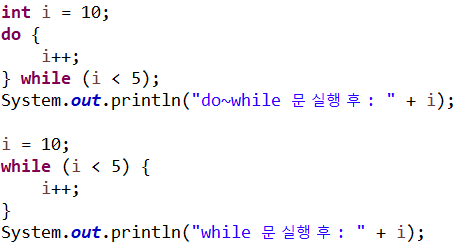 int i = 10;
do {
    i++;
} while (i < 5);
System.out.println("do~while 문 실행 후 : " + i);
i = 10;
while (i < 5) {
    i++;
}
System.out.println("while 문 실행 후 : " + i);